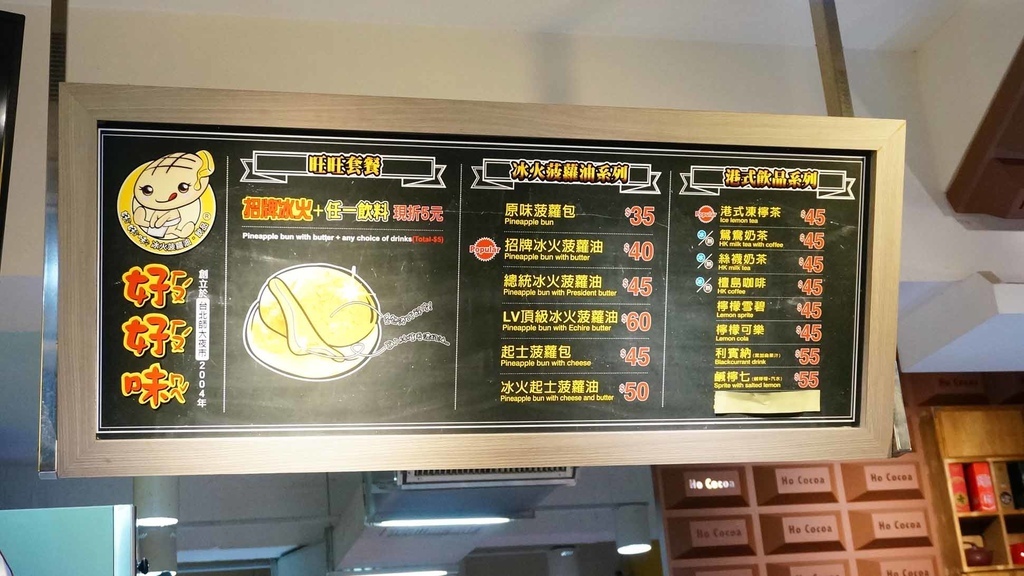 好好味
創立於台北師大夜市2004年
旺旺套餐
招牌冰火+任一飲料 現折5元
Pineapple bun with butter + any choice of drinks(Total-$5)
冰火菠蘿油系列
原味菠蘿包 $35
Pineapple bun
Popular
招牌冰火菠蘿油 $40
Pineapple bun with butter
總統冰火菠蘿油 $45
Pineapple bun with President butter
LV頂級冰火菠蘿油 $60
Pineapple bun with Echire butter
起士菠蘿包 $45
Pineapple bun with cheese
冰火起士菠蘿油 $50
Pineapple bun with cheese and butter
港式飲品系列
Popular
港式凍檸茶 $45
Ice lemon tea
鴛鴦奶茶 $45
HK milk tea with coffee
絲襪奶茶 $45
HK milk tea
檀島咖啡 $45
HK coffee
檸檬雪碧 $45
Lemon sprite
檸檬可樂 $45
Lemon cola
利賓納 $55
Blackcurrant drink
鹹檸七 $55
Sprite with salted lemon
Ho Cocoa
Ho Cocoa
Ho Cocoa
Ho Cocoa
Ho Cocoa
Ho Cocoa